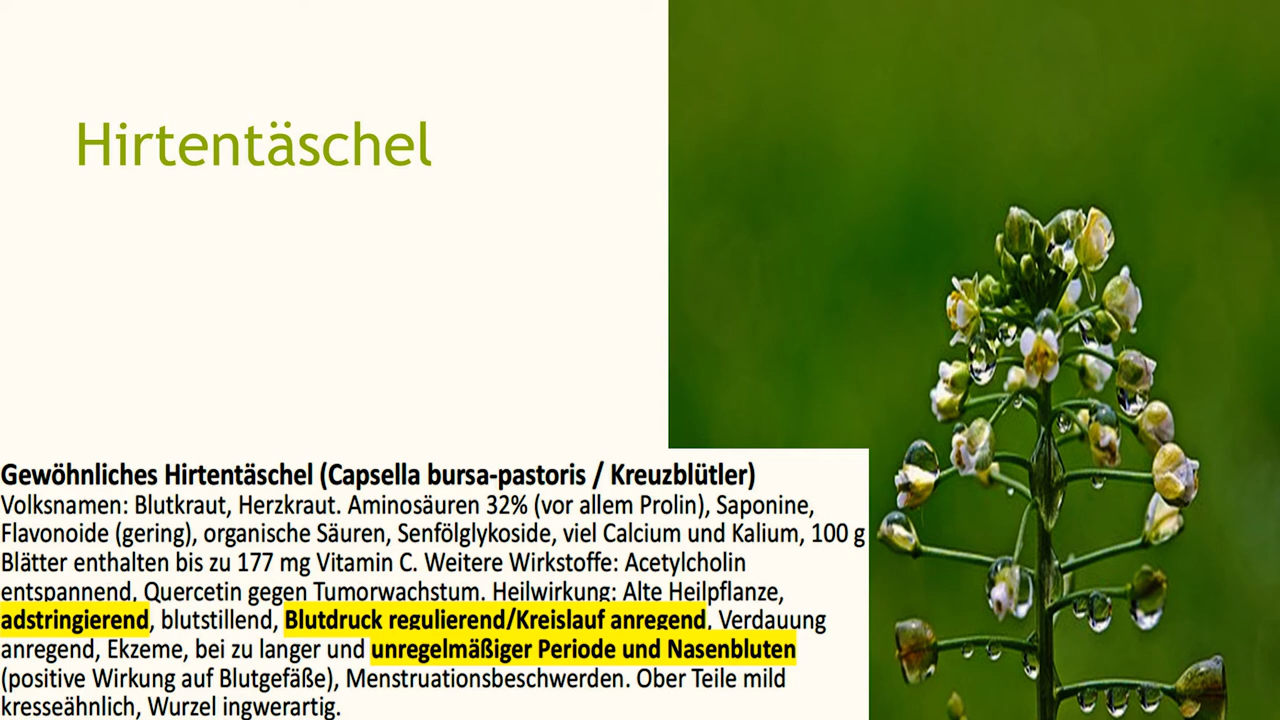 Hirtentäschel
Gewöhnliches Hirtentäschel (Capsella bursa-pastoris / Kreuzblütler)
Volksnamen: Blutkraut, Herzkraut. Aminosäuren 32% (vor allem Prolin), Saponine,
Flavonoide (gering), organische Säuren, Senfölglykoside, viel Calcium und Kalium, 100 g
Blätter enthalten bis zu 177 mg Vitamin C. Weitere Wirkstoffe: Acetylcholin
entspannend, Quercetin gegen Tumorwachstum. Heilwirkung: Alte Heilpflanze,
adstringierend, blutstillend, Blutdruck regulierend/Kreislauf anregend, Verdauung
anregend, Ekzeme, bei zu langer und unregelmäßiger Periode und Nasenbluten
(positive Wirkung auf Blutgefäße), Menstruationsbeschwerden. Ober Teile mild
kresseähnlich, Wurzel ingwerartig.